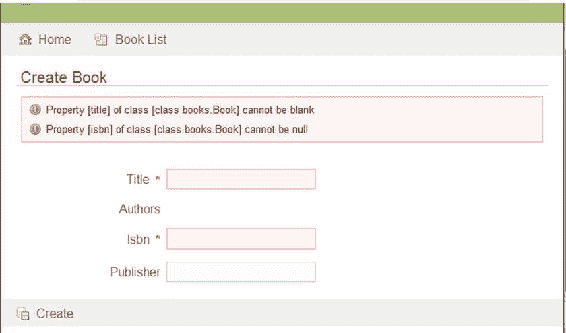 Home Book List
Create Book
Property [title] of class [class books.Book] cannot be blank
Property [isbn] of class [class books.Book] cannot be null
Title *
Authors
Isbn *
Publisher
Create